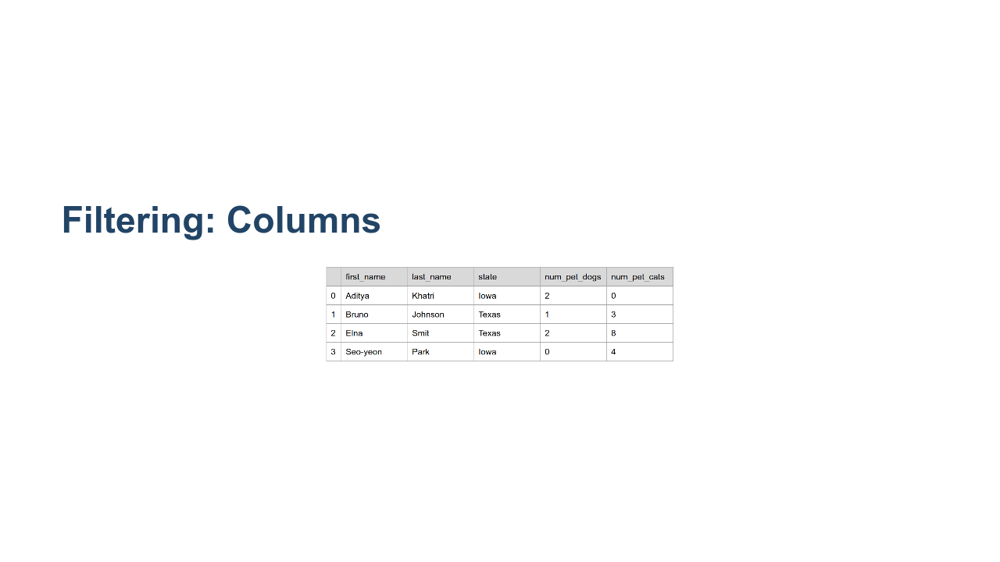 Filtering: Columns
first_name last_name state num_pet_dogs num_pet_cats
0 Aditya Khatri Iowa 2 0
1 Bruno Johnson Texas 1 3
2 Elna Smit Texas 2 8
3 Seo-yeon Park Iowa 0 4